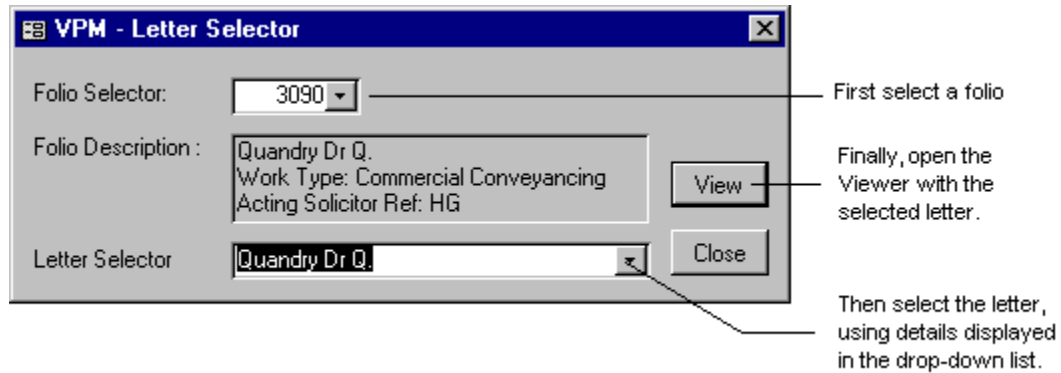 VPM - Letter Selector
Folio Selector:
3090
First select a folio
Folio Description :
Quandry Dr Q.
Work Type: Commercial Conveyancing
Acting Solicitor Ref: HG
View
Finally, open the
Viewer with the
selected letter.
Letter Selector
Quandry Dr Q.
Close
Then select the letter,
using details displayed
in the drop-down list.